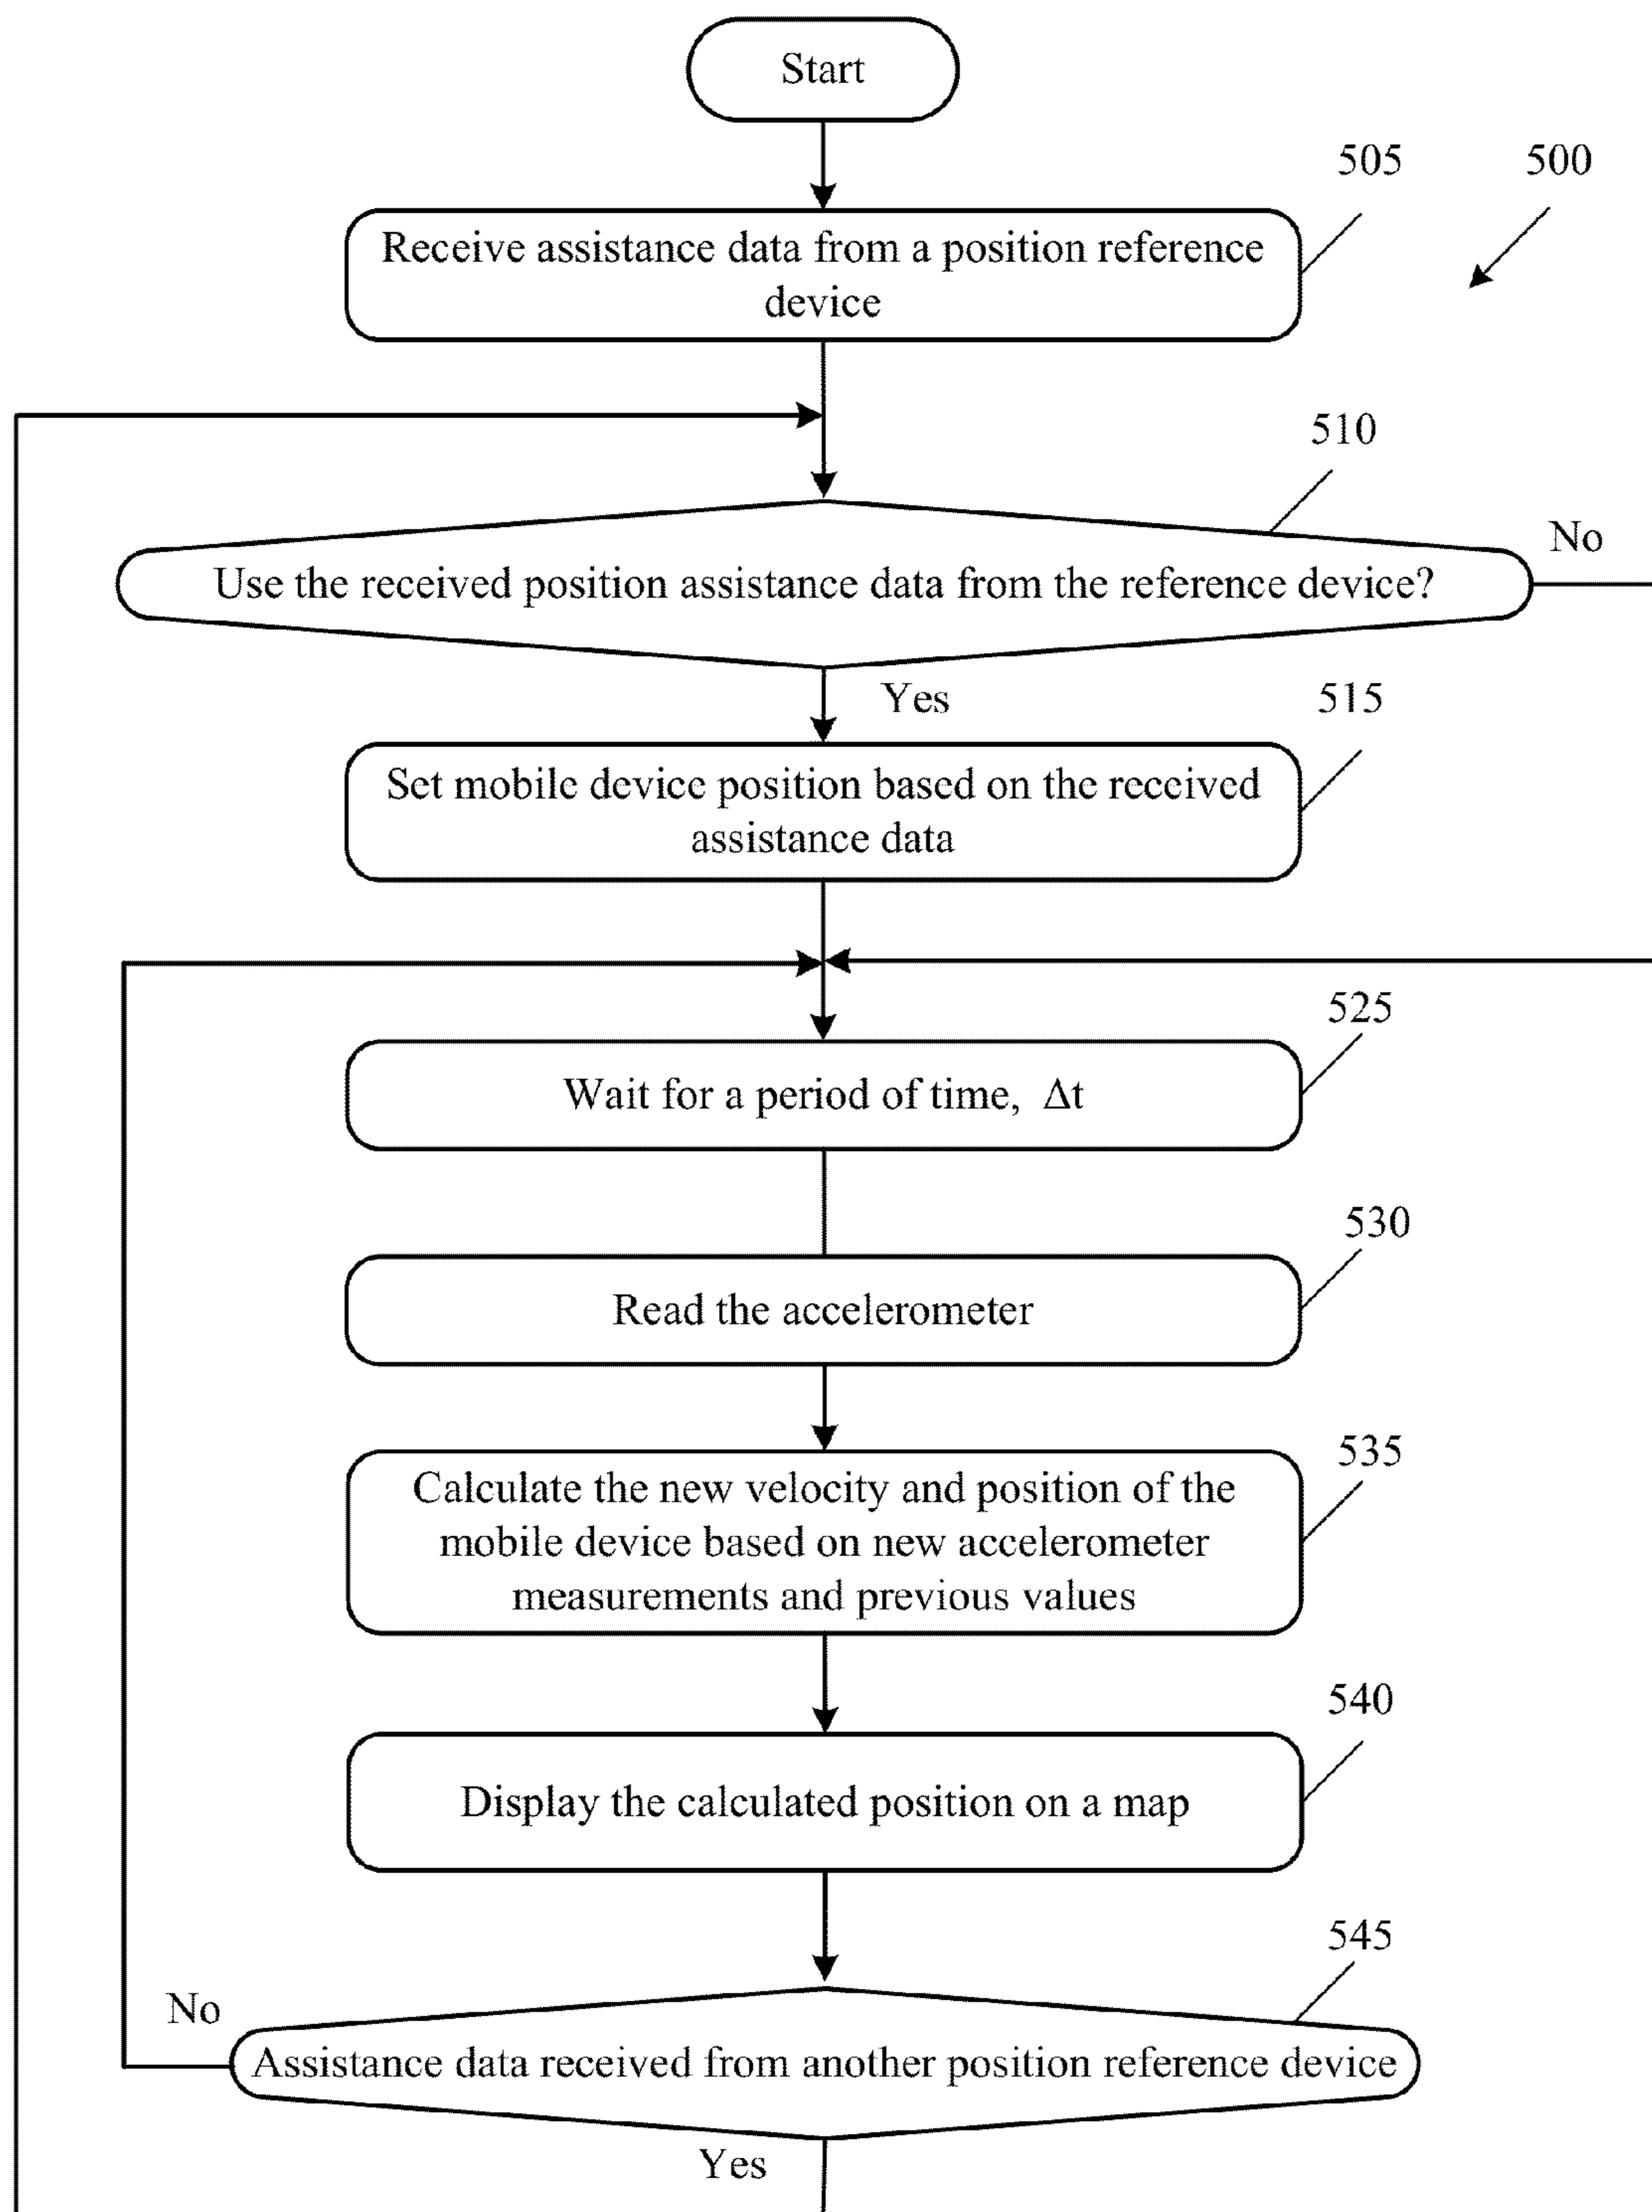 Start
505
500
Receive assistance data from a position reference
device
510
No
Use the received position assistance data from the reference device?
Yes
515
Set mobile device position based on the received
assistance data
525
Wait for a period of time, Δt
530
Read the accelerometer
535
Calculate the new velocity and position of the
mobile device based on new accelerometer
measurements and previous values
540
Display the calculated position on a map
545
No
Assistance data received from another position reference device
Yes